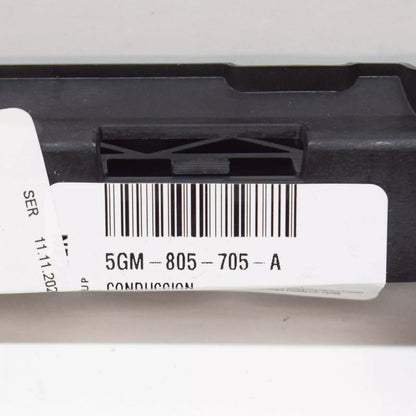 SER
11.11.202
5GM-805-705-A
CONDUCCION